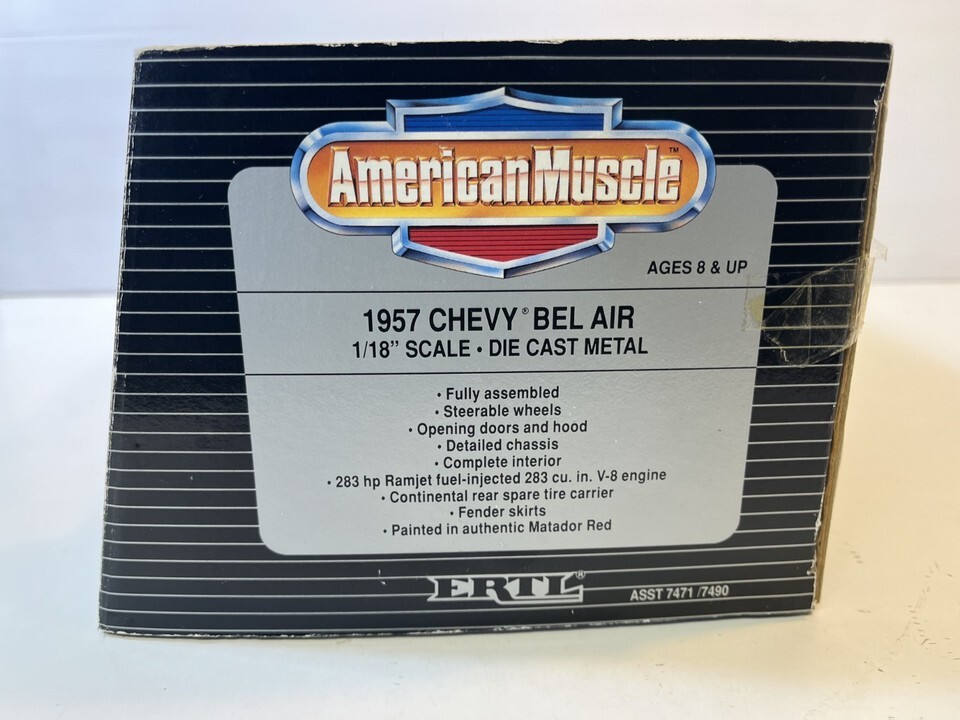 AmericanMuscle™
AGES 8 & UP
1957 CHEVY® BEL AIR
1/18" SCALE • DIE CAST METAL
• Fully assembled
• Steerable wheels
• Opening doors and hood
• Detailed chassis
• Complete interior
• 283 hp Ramjet fuel-injected 283 cu. in. V-8 engine
• Continental rear spare tire carrier
• Fender skirts
• Painted in authentic Matador Red
ERTL®
ASST 7471 /7490